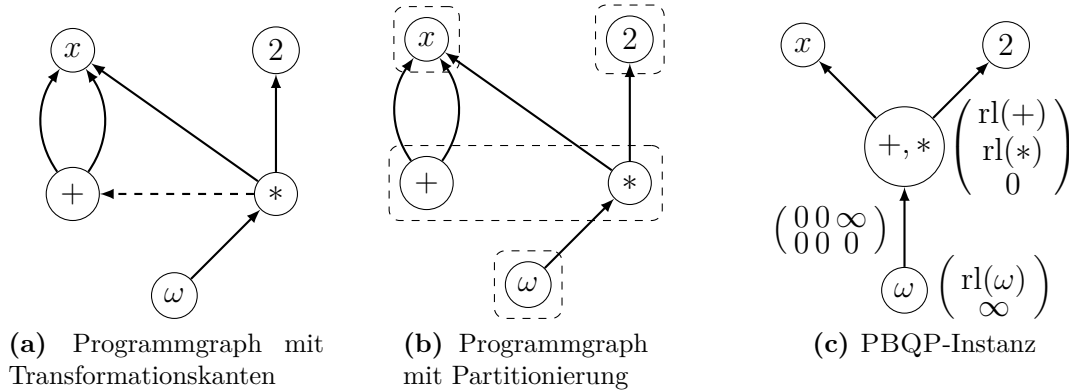 x
2
+
*
ω
(a) Programmgraph mit
Transformationskanten
x
2
+
*
ω
(b) Programmgraph
mit Partitionierung
x
2
+, *
rl(+)
rl(*)
0
0 0 ∞
0 0 0
ω
rl(ω)
∞
(c) PBQP-Instanz